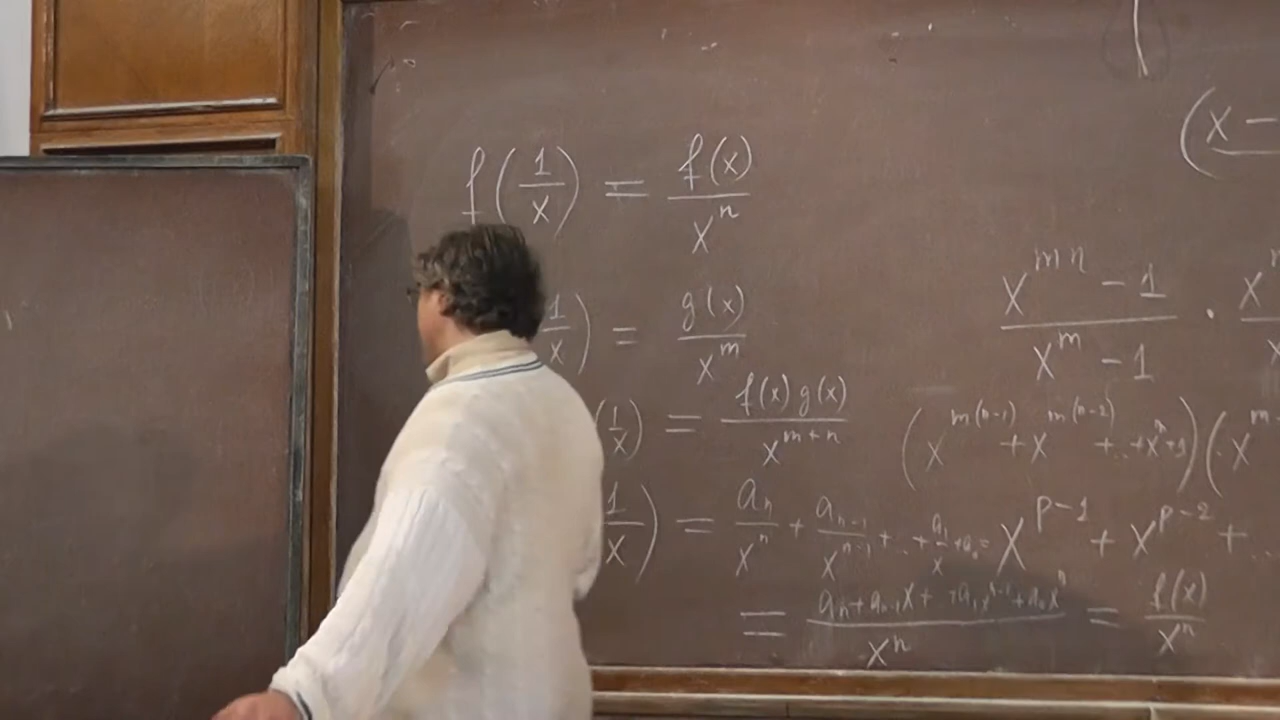 f(1/x) = f(x)/x^n
(x −
1/x) = g(x)/x^m
x^{mn} − 1 / x^m − 1 ·
(1/x) = f(x)g(x)/x^{m+n}
(x^{m(n-1)} + x^{m(n-2)} + ... + x^n + 1)(x^m
1/x) = a_n/x^n + a_{n-1}/x^{n-1} + ... + a_1/x + a_0 =
x^{p-1} + x^{p-2} + ...
= a_n + a_{n-1}x + + a_1x^{n-1} + a_0x^n / x^n = f(x)/x^n